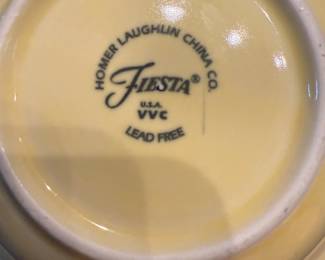 HOMER LAUGHLIN CHINA CO.
FIESTA®
U.S.A.
VVC
LEAD FREE